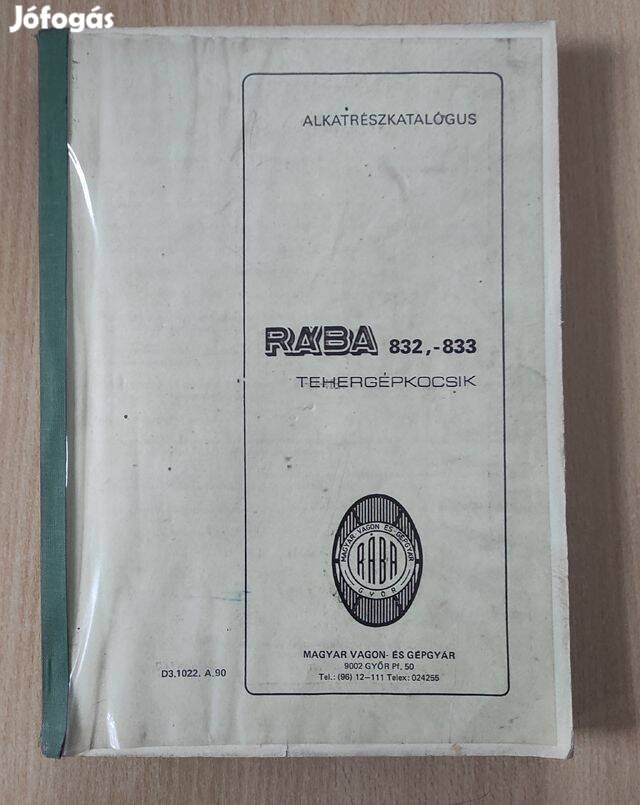 Jófogás
ALKATRÉSZKATALÓGUS
RÁBA 832,-833
TEHERGÉPKOCSIK
MAGYAR VAGON ÉS GÉPGYÁR
RÁBA
GYŐR
MAGYAR VAGON- ÉS GÉPGYÁR
9002 GYŐR Pf. 50
Tel.: (96) 12-111 Telex: 024255
D3.1022. A.90